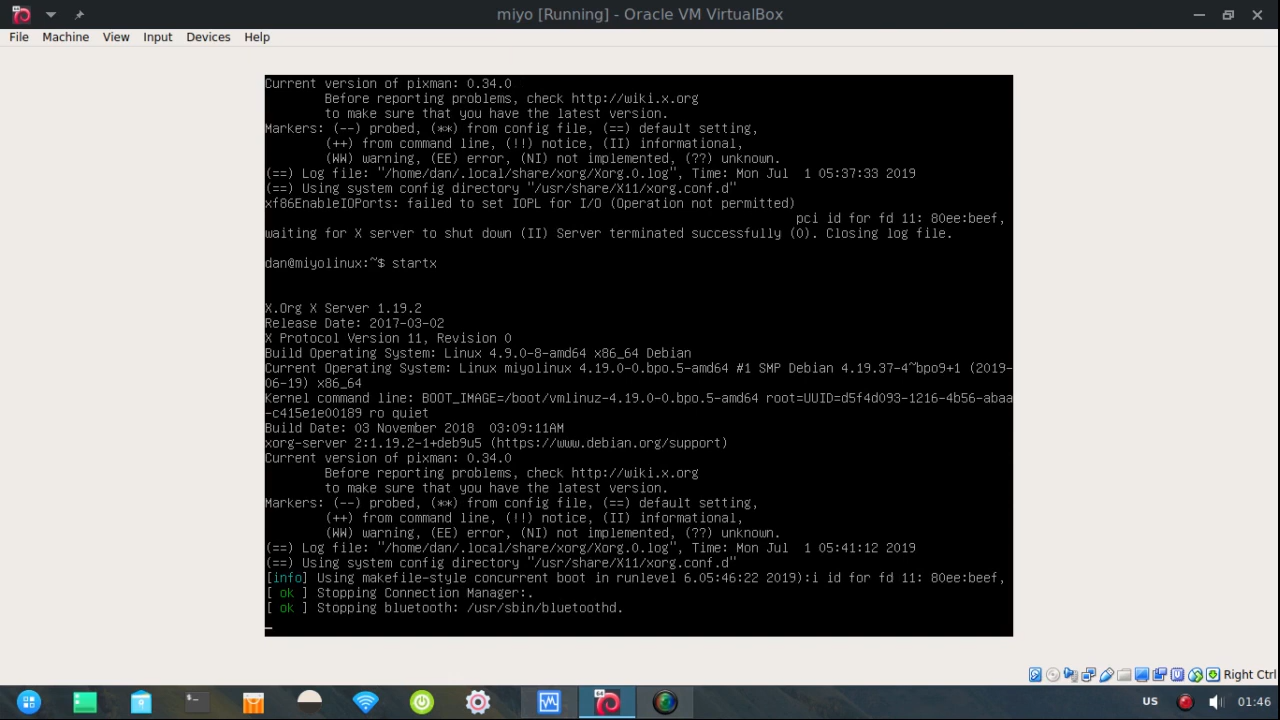 miyo [Running] - Oracle VM VirtualBox
File Machine View Input Devices Help
Current version of pixman: 0.34.0
Before reporting problems, check http://wiki.x.org
to make sure that you have the latest version.
Markers: (--) probed, (**) from config file, (==) default setting,
(++) from command line, (!!) notice, (II) informational,
(WW) warning, (EE) error, (NI) not implemented, (??) unknown.
(==) Log file: "/home/dan/.local/share/xorg/Xorg.0.log", Time: Mon Jul  1 05:37:33 2019
(==) Using system config directory "/usr/share/X11/xorg.conf.d"
xf86EnableIOPorts: failed to set IOPL for I/O (Operation not permitted)
pci id for fd 11: 80ee:beef,
waiting for X server to shut down (II) Server terminated successfully (0). Closing log file.
dan@miyolinux:~$ startx
X.Org X Server 1.19.2
Release Date: 2017-03-02
X Protocol Version 11, Revision 0
Build Operating System: Linux 4.9.0-8-amd64 x86_64 Debian
Current Operating System: Linux miyolinux 4.19.0-0.bpo.5-amd64 #1 SMP Debian 4.19.37-4~bpo9+1 (2019-
06-19) x86_64
Kernel command line: BOOT_IMAGE=/boot/vmlinuz-4.19.0-0.bpo.5-amd64 root=UUID=d5f4d093-1216-4b56-abaa
-c415e1e00189 ro quiet
Build Date: 03 November 2018  03:09:11AM
xorg-server 2:1.19.2-1+deb9u5 (https://www.debian.org/support)
Current version of pixman: 0.34.0
Before reporting problems, check http://wiki.x.org
to make sure that you have the latest version.
Markers: (--) probed, (**) from config file, (==) default setting,
(++) from command line, (!!) notice, (II) informational,
(WW) warning, (EE) error, (NI) not implemented, (??) unknown.
(==) Log file: "/home/dan/.local/share/xorg/Xorg.0.log", Time: Mon Jul  1 05:41:12 2019
(==) Using system config directory "/usr/share/X11/xorg.conf.d"
[info] Using makefile-style concurrent boot in runlevel 6.05:46:22 2019):i id for fd 11: 80ee:beef,
[ ok ] Stopping Connection Manager:.
[ ok ] Stopping bluetooth: /usr/sbin/bluetoothd.
Right Ctrl
US 01:46